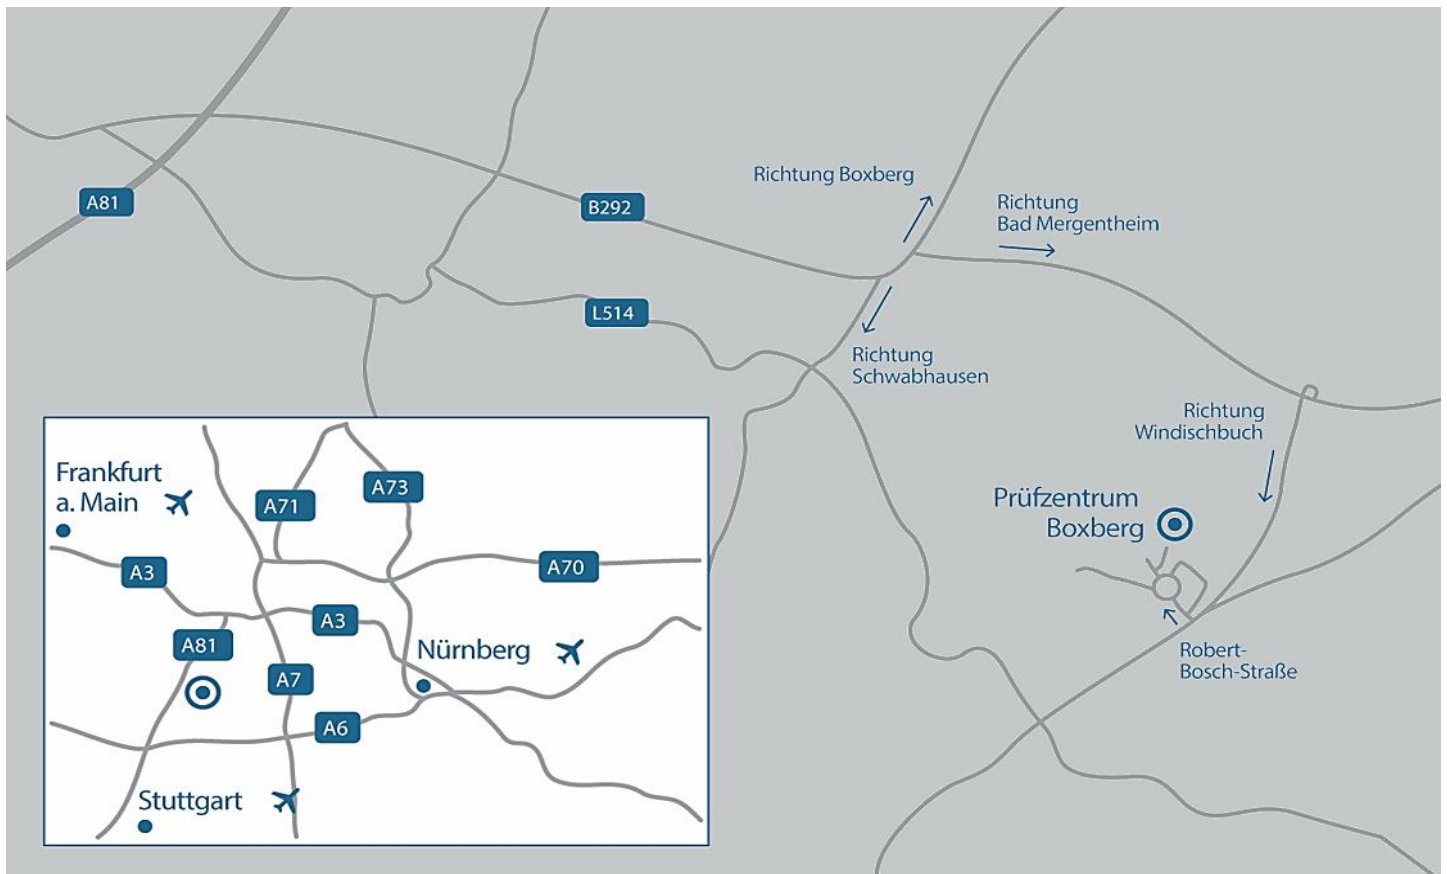 A81
B292
L514
Richtung Boxberg
Richtung
Bad Mergentheim
Richtung
Schwabhausen
Richtung
Windischbuch
Prüfzentrum
Boxberg
Robert-
Bosch-Straße
Frankfurt
a. Main
A71
A73
A3
A70
A3
A81
Nürnberg
A7
A6
Stuttgart